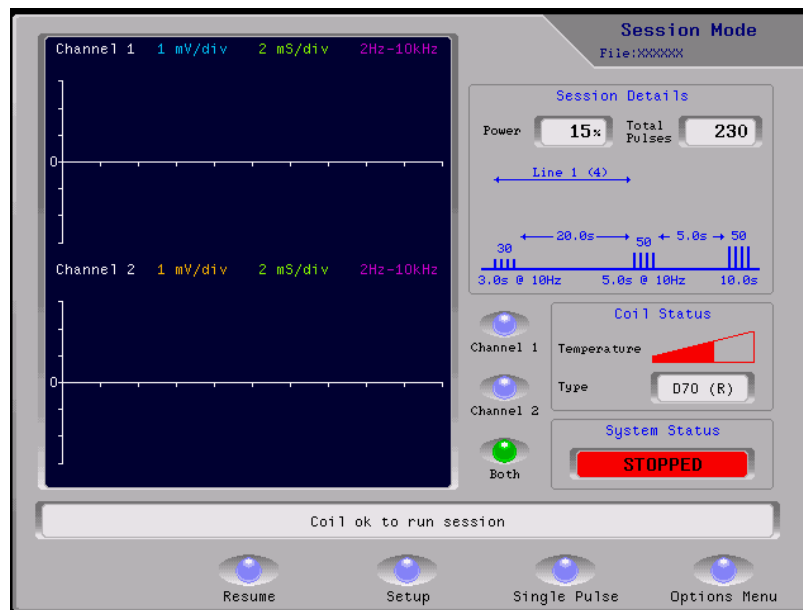 Session Mode
File:XXXXXX
Channel 1 1 mV/div 2 mS/div 2Hz-10kHz
0
Channel 2 1 mV/div 2 mS/div 2Hz-10kHz
0
Session Details
Power 15% Total Pulses 230
Line 1 (4)
30 20.0s 50 5.0s 50
3.0s @ 10Hz 5.0s @ 10Hz 10.0s
Channel 1
Channel 2
Both
Coil Status
Temperature
Type D70 (R)
System Status
STOPPED
Coil ok to run session
Resume Setup Single Pulse Options Menu